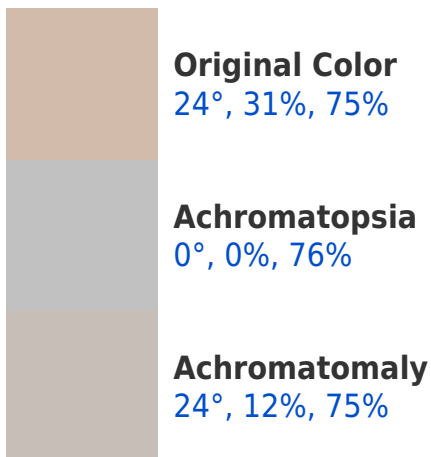 Original Color
24°, 31%, 75%
Achromatopsia
0°, 0%, 76%
Achromatomaly
24°, 12%, 75%